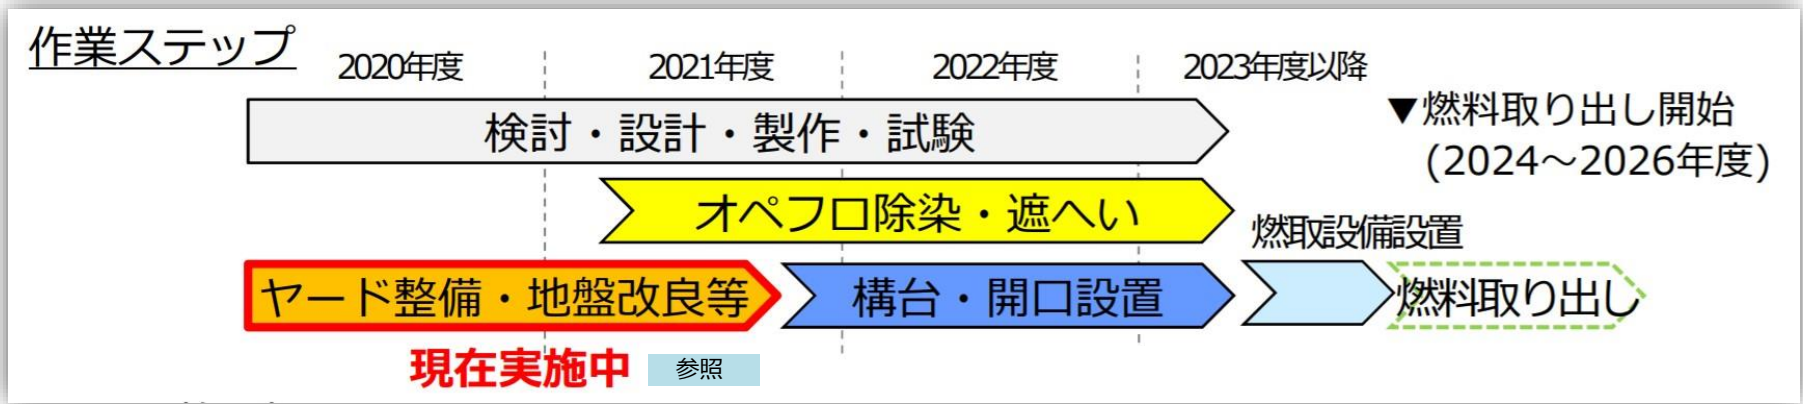 作業ステップ
2020年度
2021年度
2022年度
2023年度以降
検討・設計・製作・試験
▼燃料取り出し開始
(2024～2026年度)
オペフロ除染・遮へい
燃取設備設置
ヤード整備・地盤改良等
構台・開口設置
燃料取り出し
現在実施中
参照